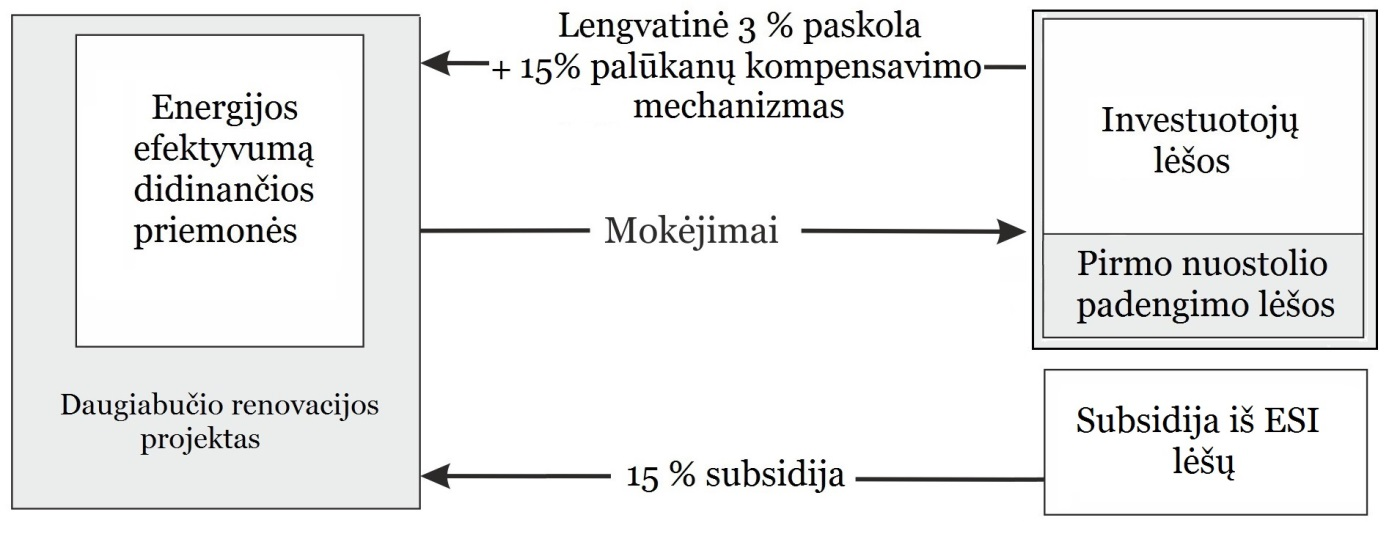 Energijos
efektyvumą
didinančios
priemonės
Daugiabučio renovacijos
projektas
Lengvatinė 3 % paskola
+ 15% palūkanų kompensavimo
mechanizmas
Mokėjimai
15 % subsidija
Investuotojų
lėšos
Pirmo nuostolio
padengimo lėšos
Subsidija iš ESI
lėšų